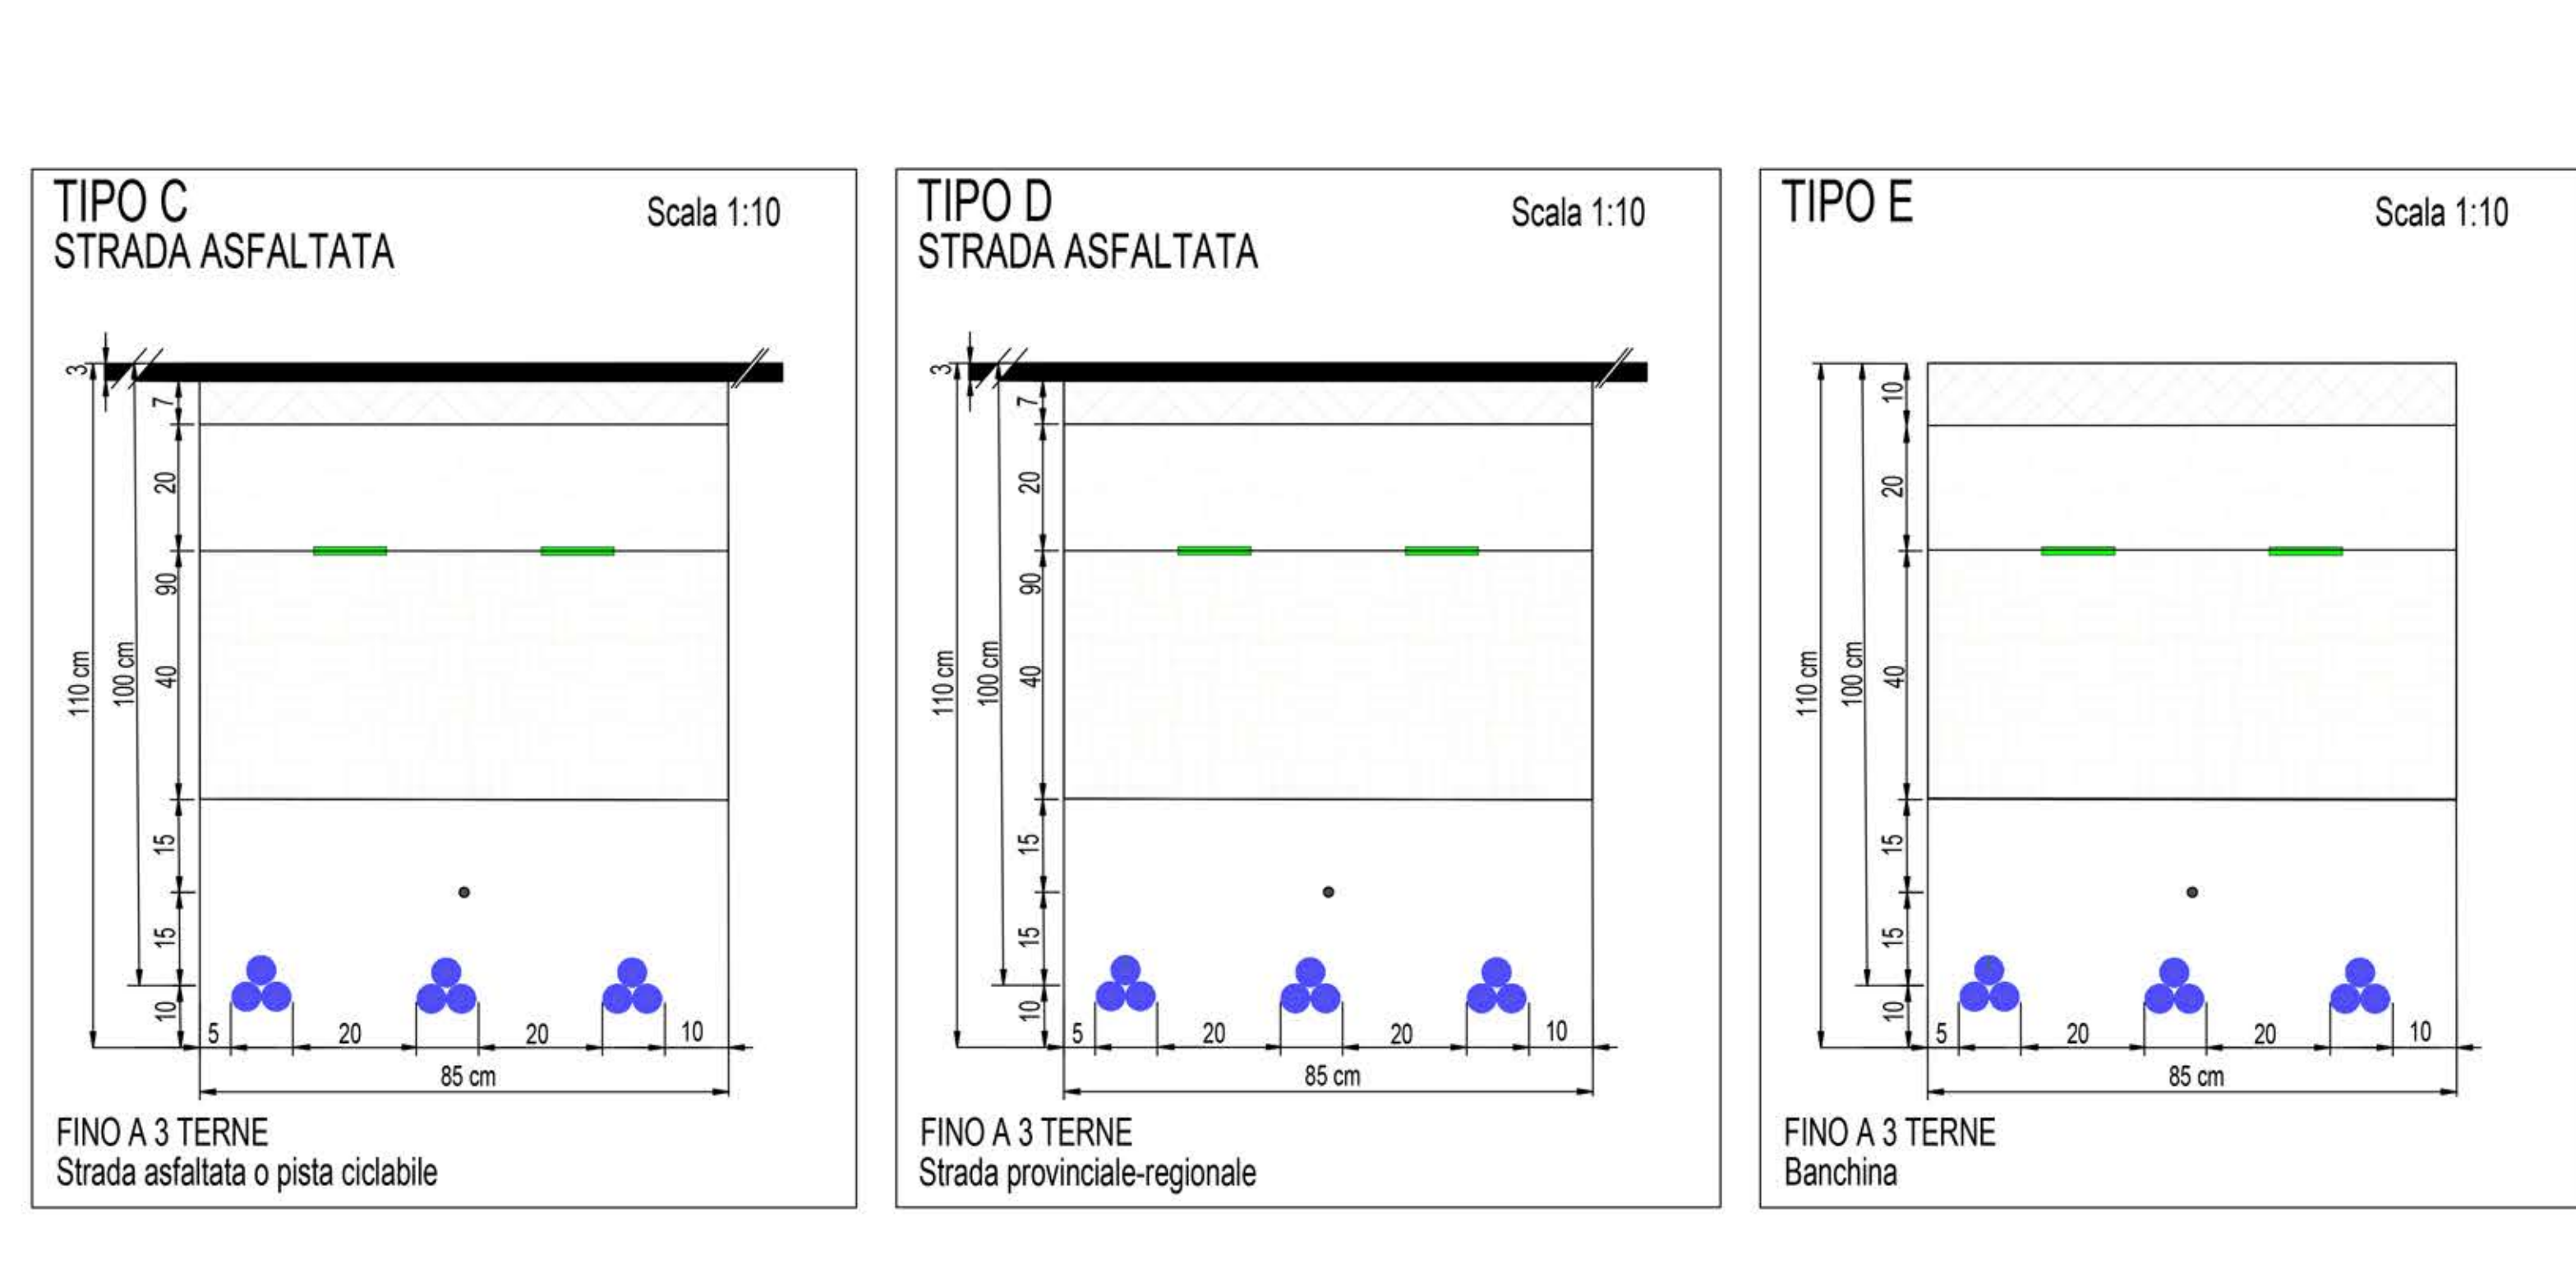 TIPO C
Scala 1:10
STRADA ASFALTATA
3
7
20
90
110 cm
100 cm
40
15
15
10
5
20
20
10
85 cm
FINO A 3 TERNE
Strada asfaltata o pista ciclabile
TIPO D
Scala 1:10
STRADA ASFALTATA
3
7
20
90
110 cm
100 cm
40
15
15
10
5
20
20
10
85 cm
FINO A 3 TERNE
Strada provinciale-regionale
TIPO E
Scala 1:10
10
20
110 cm
100 cm
40
15
15
10
5
20
20
10
85 cm
FINO A 3 TERNE
Banchina